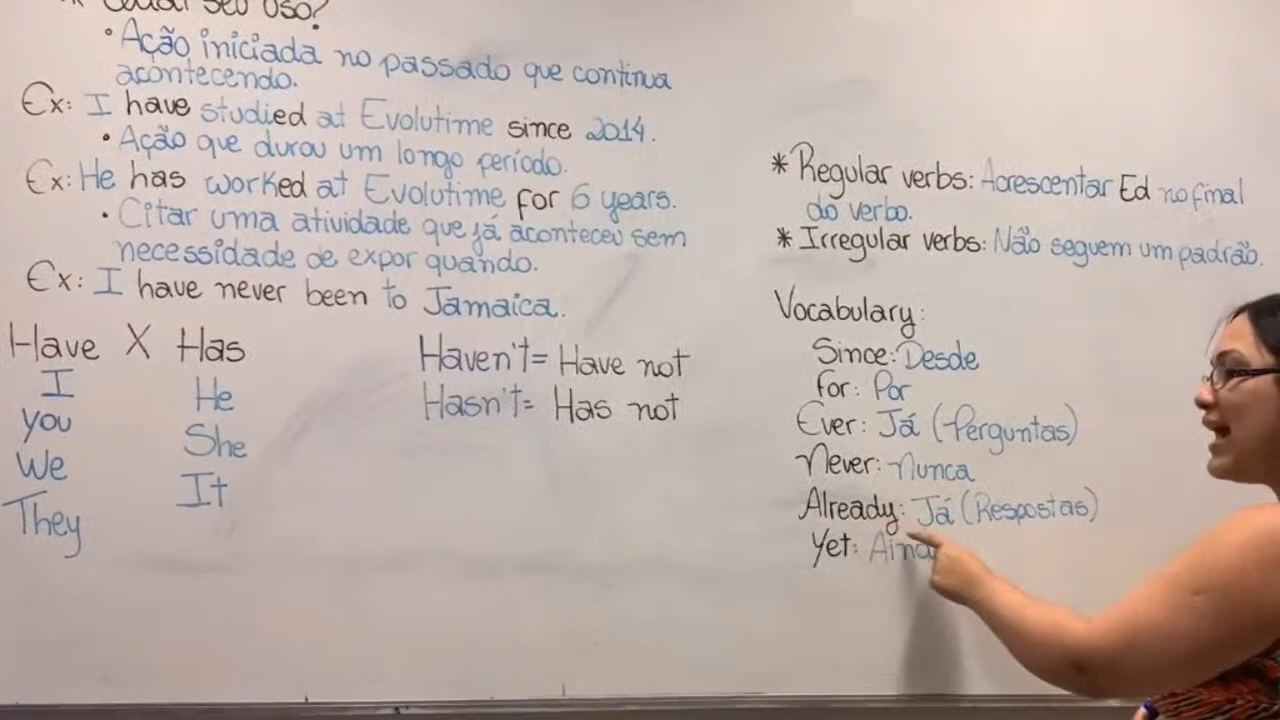 Qual seu uso?
• Ação iniciada no passado que continua
acontecendo.
Ex: I have studied at Evolutime since 2014.
• Ação que durou um longo período.
Ex: He has worked at Evolutime for 6 years.
• Citar uma atividade que já aconteceu sem
necessidade de expor quando.
Ex: I have never been to Jamaica.
Have X Has
I He
You She
We It
They
Haven't = Have not
Hasn't = Has not
* Regular verbs: Acrescentar Ed no final
do verbo.
* Irregular verbs: Não seguem um padrão.
Vocabulary:
Since: Desde
for: Por
Ever: Já (Perguntas)
Never: Nunca
Already: Já (Respostas)
Yet: